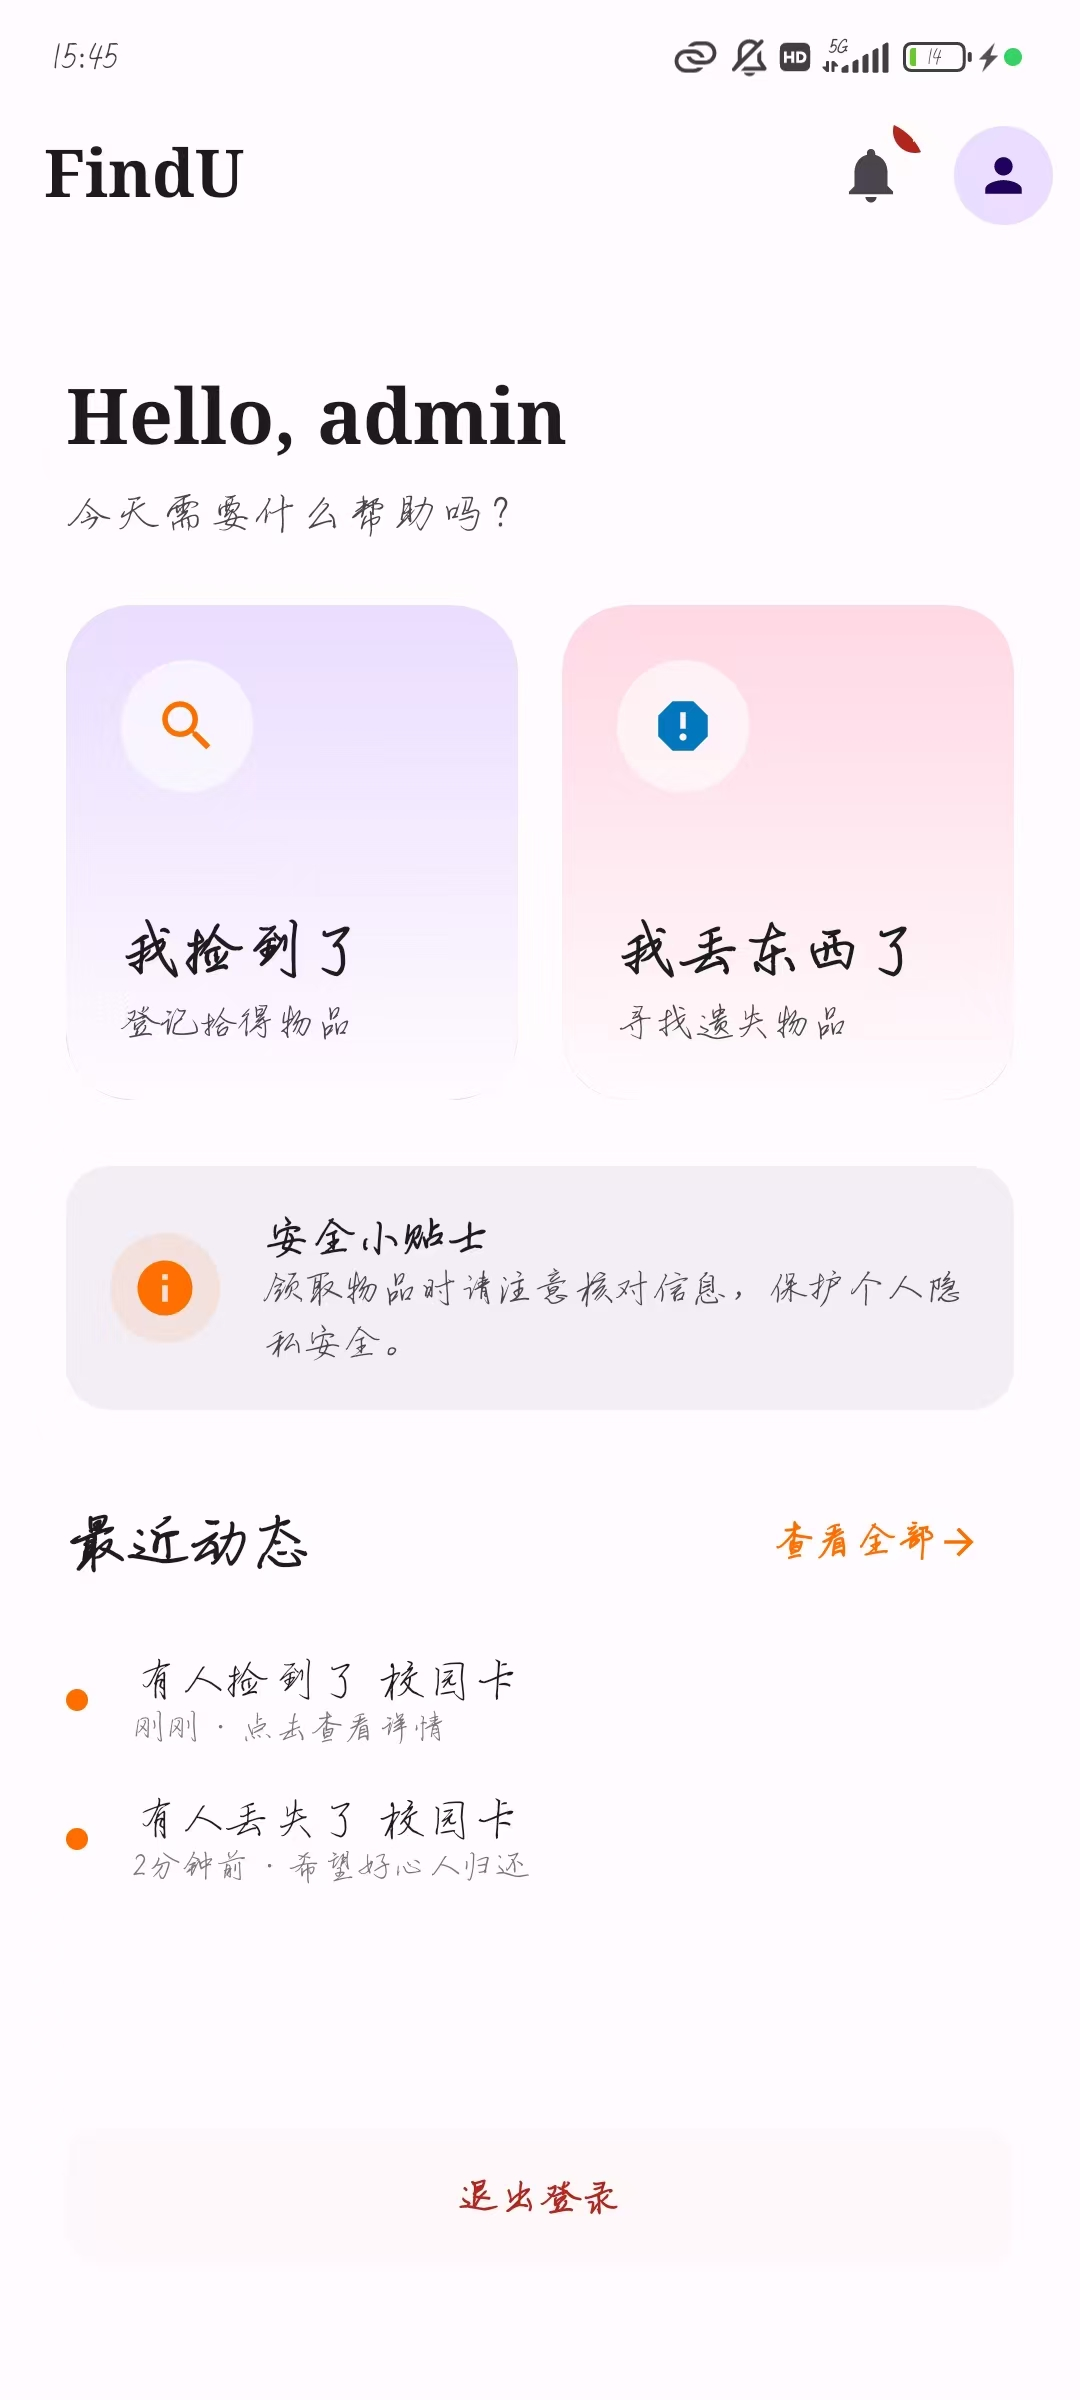 15:45
HD
5G
14
FindU
Hello, admin
今天需要什么帮助吗？
我捡到了
登记拾得物品
我丢东西了
寻找遗失物品
安全小贴士
领取物品时请注意核对信息，保护个人隐
私安全。
最近动态
查看全部→
有人捡到了 校园卡
刚刚 · 点击查看详情
有人丢失了 校园卡
2分钟前 · 希望好心人归还
退出登录